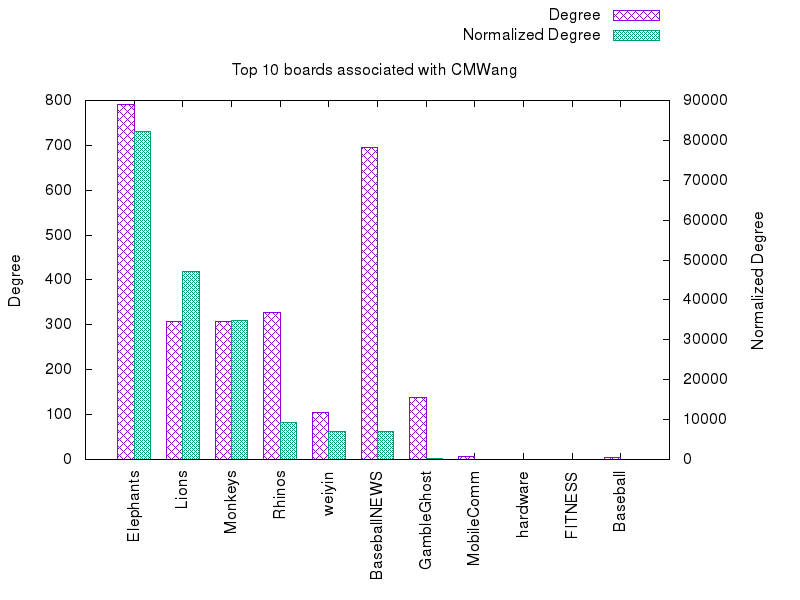 Degree
Normalized Degree
Top 10 boards associated with CMWang
800
700
600
500
400
300
200
100
0
90000
80000
70000
60000
50000
40000
30000
20000
10000
0
Degree
Normalized Degree
Elephants
Lions
Monkeys
Rhinos
weiyin
BaseballNEWS
GambleGhost
MobileComm
hardware
FITNESS
Baseball